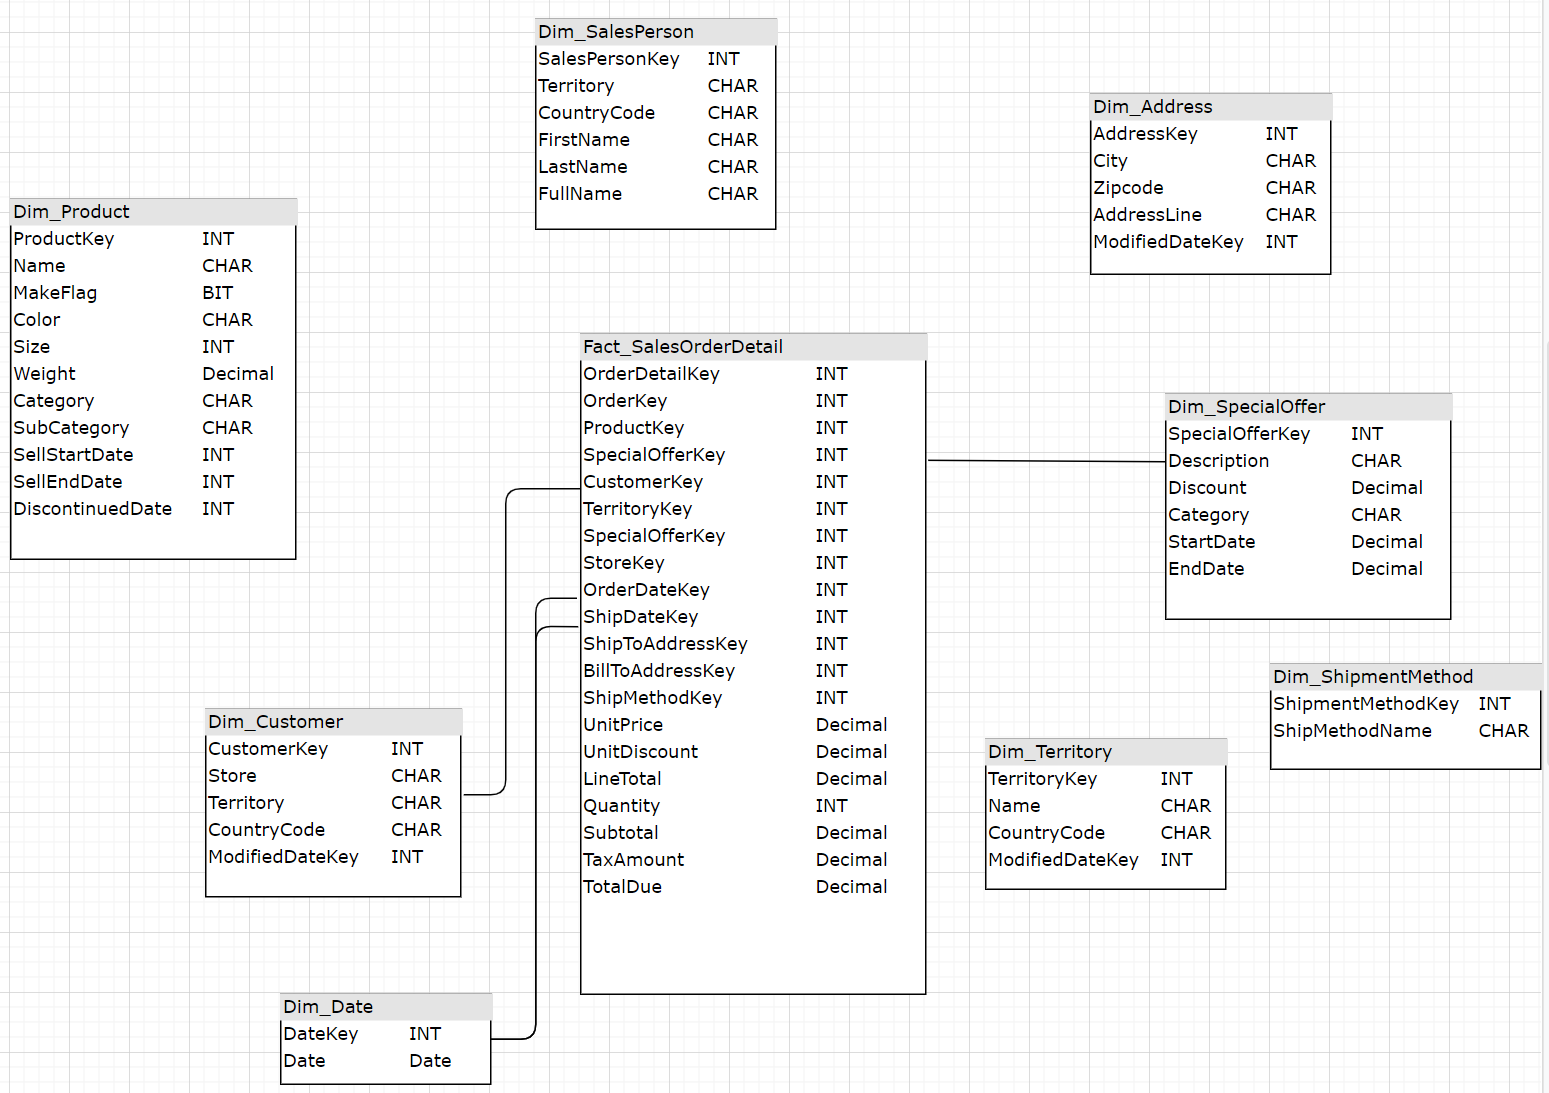 Dim_SalesPerson
SalesPersonKey INT
Territory CHAR
CountryCode CHAR
FirstName CHAR
LastName CHAR
FullName CHAR
Dim_Address
AddressKey INT
City CHAR
Zipcode CHAR
AddressLine CHAR
ModifiedDateKey INT
Dim_Product
ProductKey INT
Name CHAR
MakeFlag BIT
Color CHAR
Size INT
Weight Decimal
Category CHAR
SubCategory CHAR
SellStartDate INT
SellEndDate INT
DiscontinuedDate INT
Fact_SalesOrderDetail
OrderDetailKey INT
OrderKey INT
ProductKey INT
SpecialOfferKey INT
CustomerKey INT
TerritoryKey INT
SpecialOfferKey INT
StoreKey INT
OrderDateKey INT
ShipDateKey INT
ShipToAddressKey INT
BillToAddressKey INT
ShipMethodKey INT
UnitPrice Decimal
UnitDiscount Decimal
LineTotal Decimal
Quantity INT
Subtotal Decimal
TaxAmount Decimal
TotalDue Decimal
Dim_SpecialOffer
SpecialOfferKey INT
Description CHAR
Discount Decimal
Category CHAR
StartDate Decimal
EndDate Decimal
Dim_ShipmentMethod
ShipmentMethodKey INT
ShipMethodName CHAR
Dim_Customer
CustomerKey INT
Store CHAR
Territory CHAR
CountryCode CHAR
ModifiedDateKey INT
Dim_Territory
TerritoryKey INT
Name CHAR
CountryCode CHAR
ModifiedDateKey INT
Dim_Date
DateKey INT
Date Date